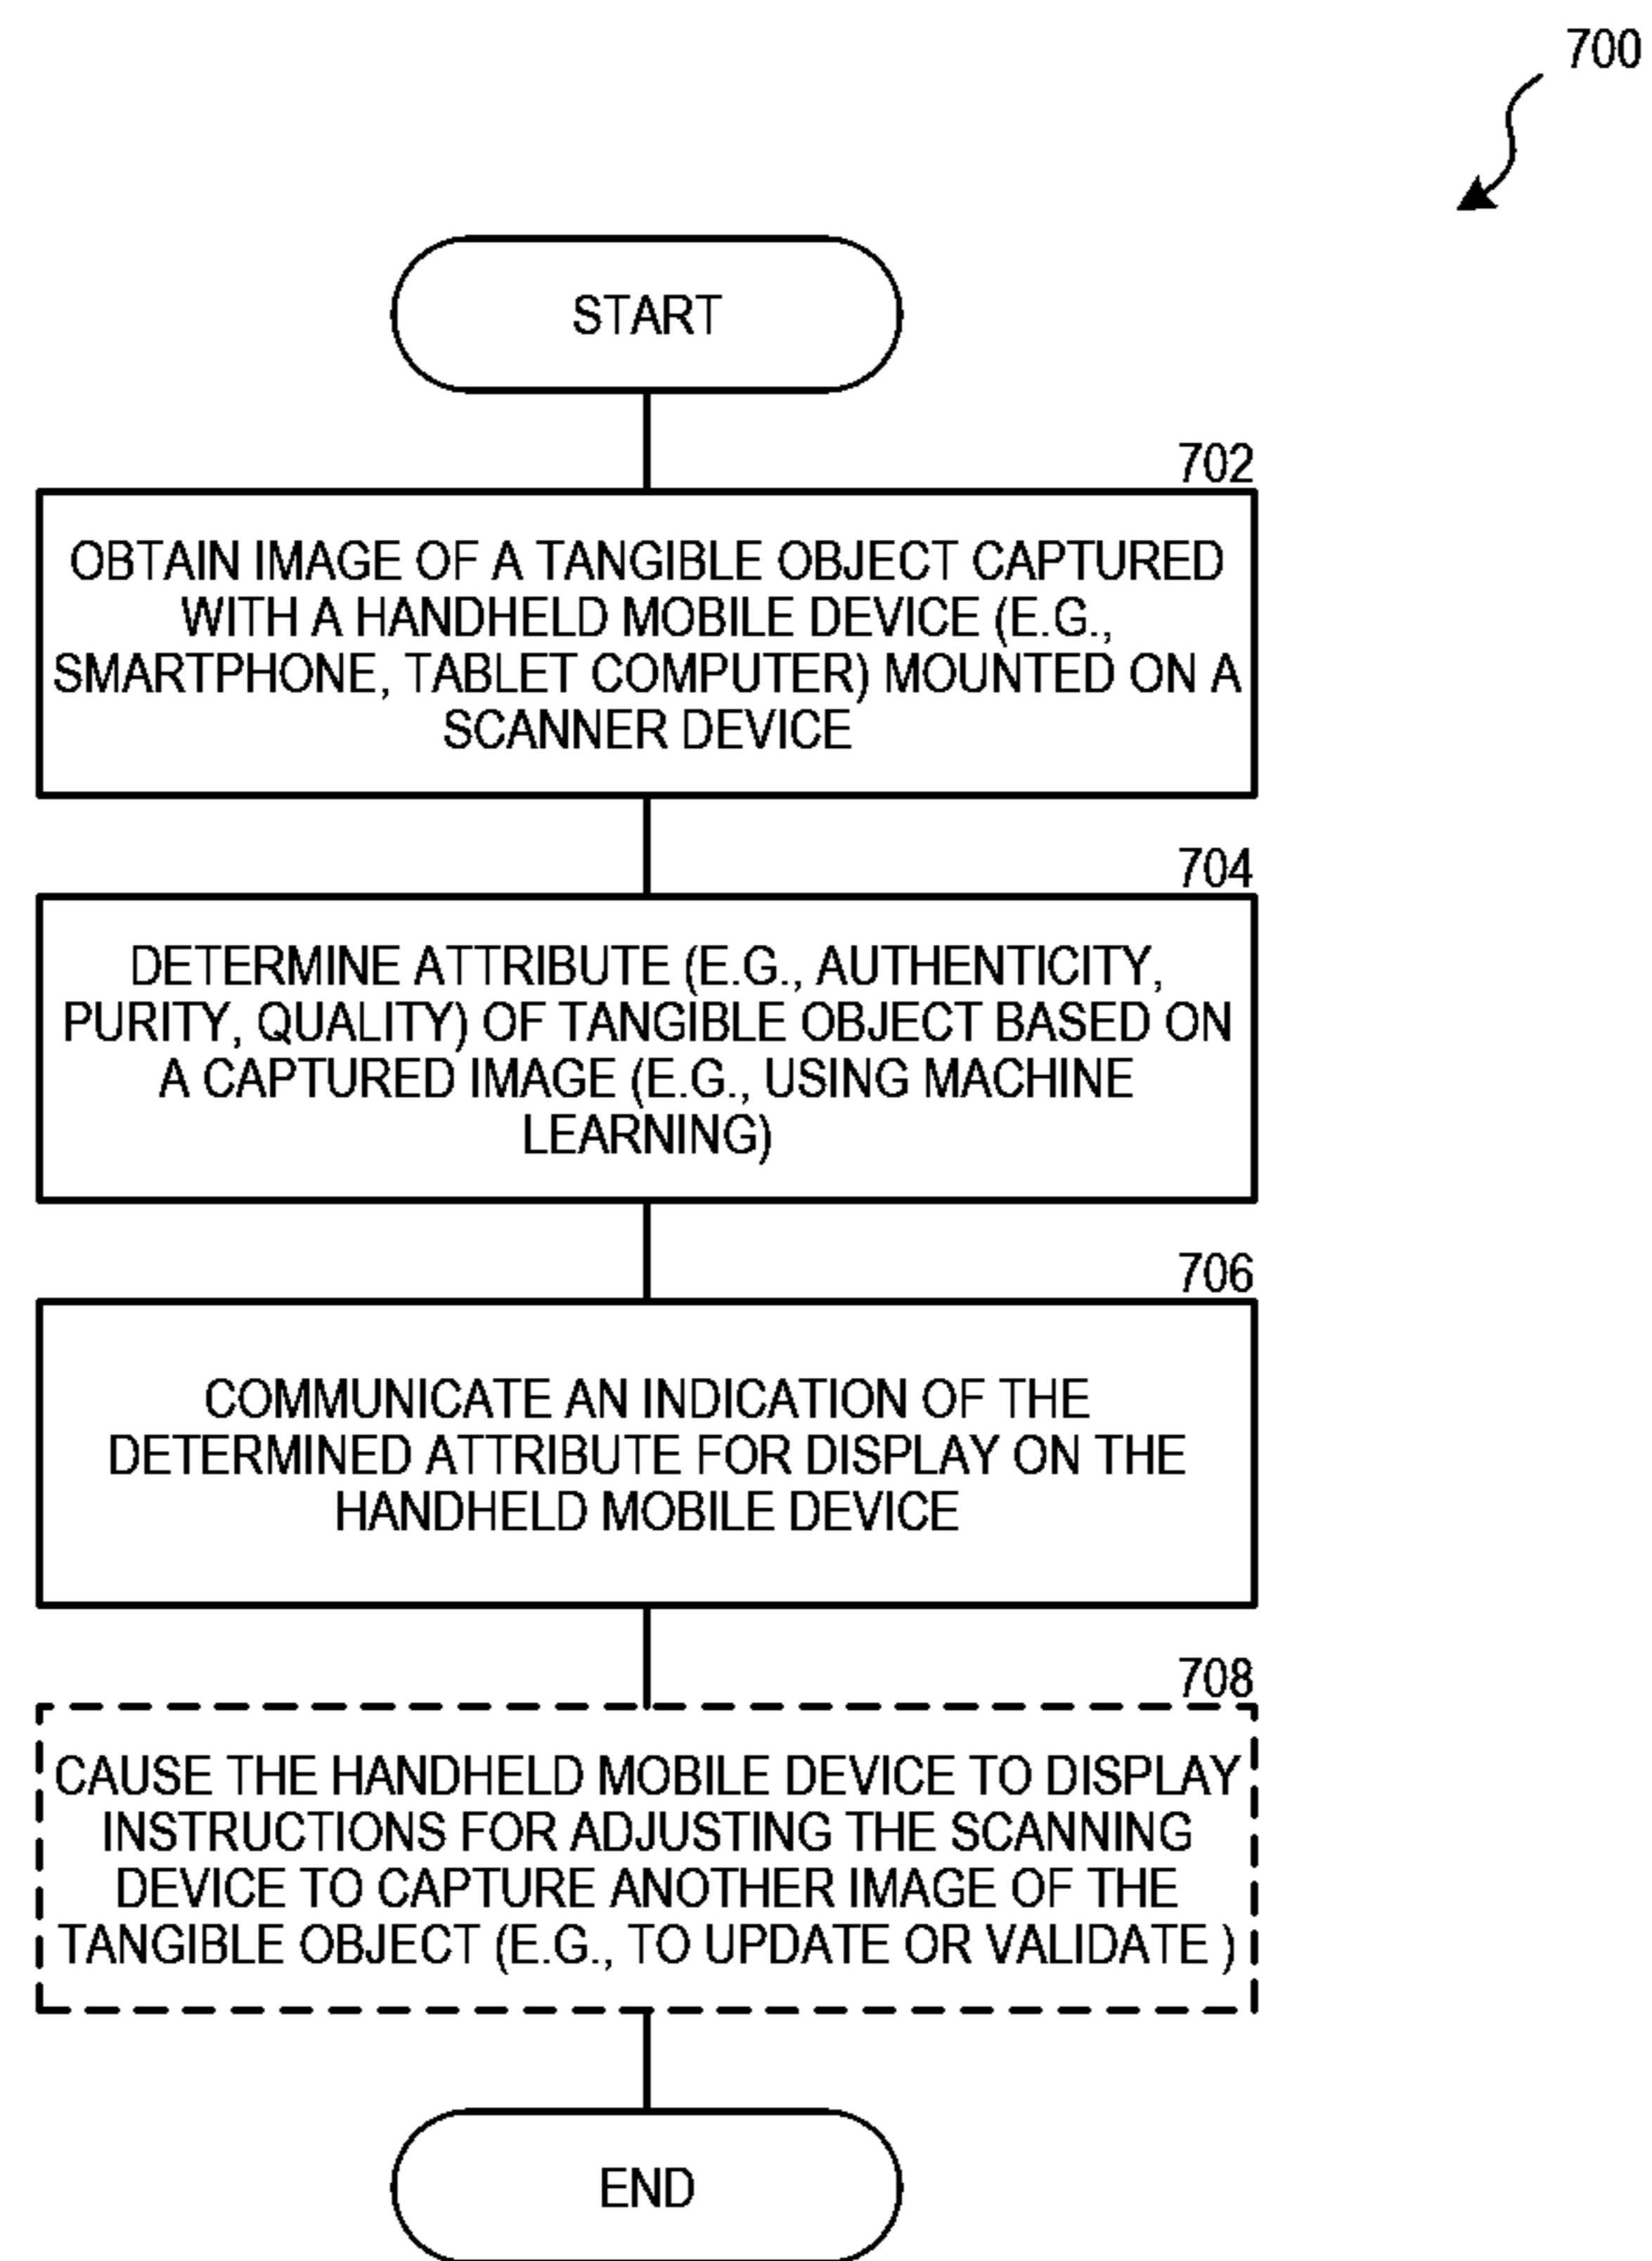 700
START
702
OBTAIN IMAGE OF A TANGIBLE OBJECT CAPTURED
WITH A HANDHELD MOBILE DEVICE (E.G.,
SMARTPHONE, TABLET COMPUTER) MOUNTED ON A
SCANNER DEVICE
704
DETERMINE ATTRIBUTE (E.G., AUTHENTICITY,
PURITY, QUALITY) OF TANGIBLE OBJECT BASED ON
A CAPTURED IMAGE (E.G., USING MACHINE
LEARNING)
706
COMMUNICATE AN INDICATION OF THE
DETERMINED ATTRIBUTE FOR DISPLAY ON THE
HANDHELD MOBILE DEVICE
708
CAUSE THE HANDHELD MOBILE DEVICE TO DISPLAY
INSTRUCTIONS FOR ADJUSTING THE SCANNING
DEVICE TO CAPTURE ANOTHER IMAGE OF THE
TANGIBLE OBJECT (E.G., TO UPDATE OR VALIDATE )
END